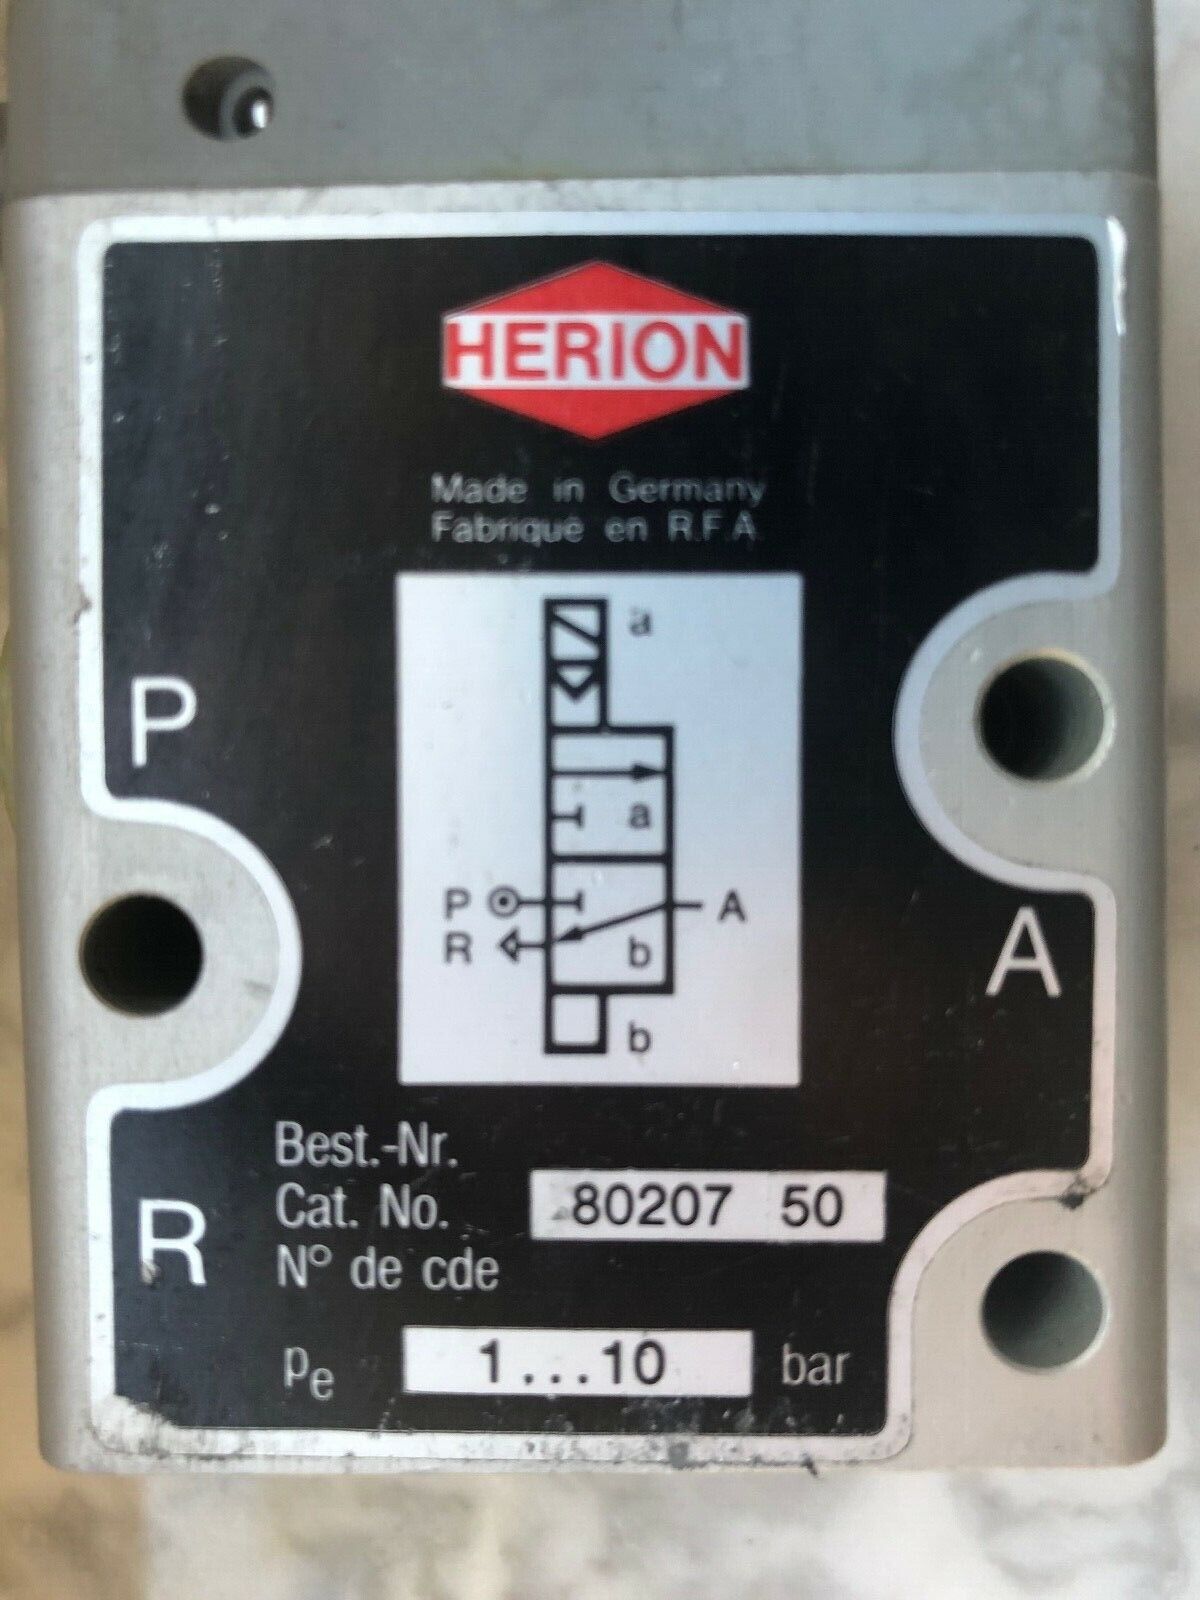 HERION
Made in Germany
Fabriqué en R.F.A.
a
P
a
P A
R
b
A
b
Best.-Nr.
Cat. No. 80207 50
N° de cde
R
pe 1...10 bar